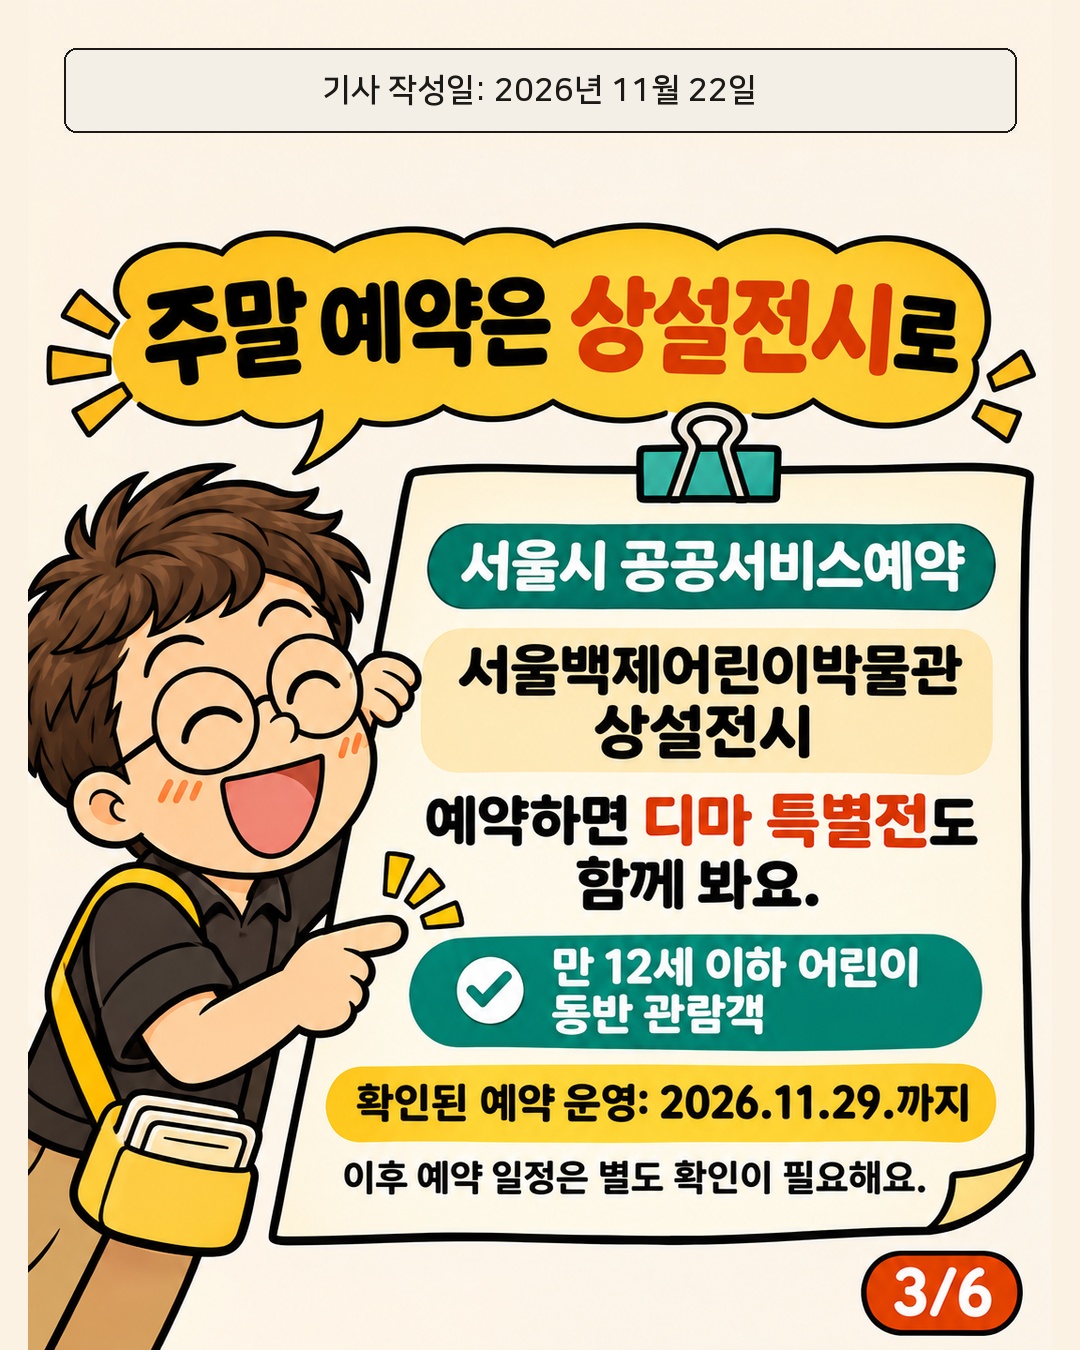 기사 작성일: 2026년 11월 22일
주말 예약은 상설전시로
서울시 공공서비스예약
서울백제어린이박물관
상설전시
예약하면 디마 특별전도
함께 봐요.
만 12세 이하 어린이
동반 관람객
확인된 예약 운영: 2026.11.29.까지
이후 예약 일정은 별도 확인이 필요해요.
3/6